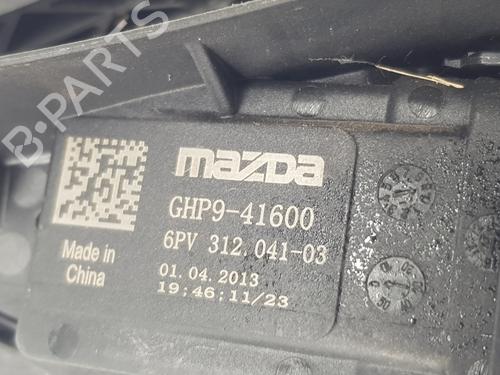 B-PARTS
mazda
GHP9-41600
6PV 312.041-03
Made in
China
01.04.2013
19:46:11/23